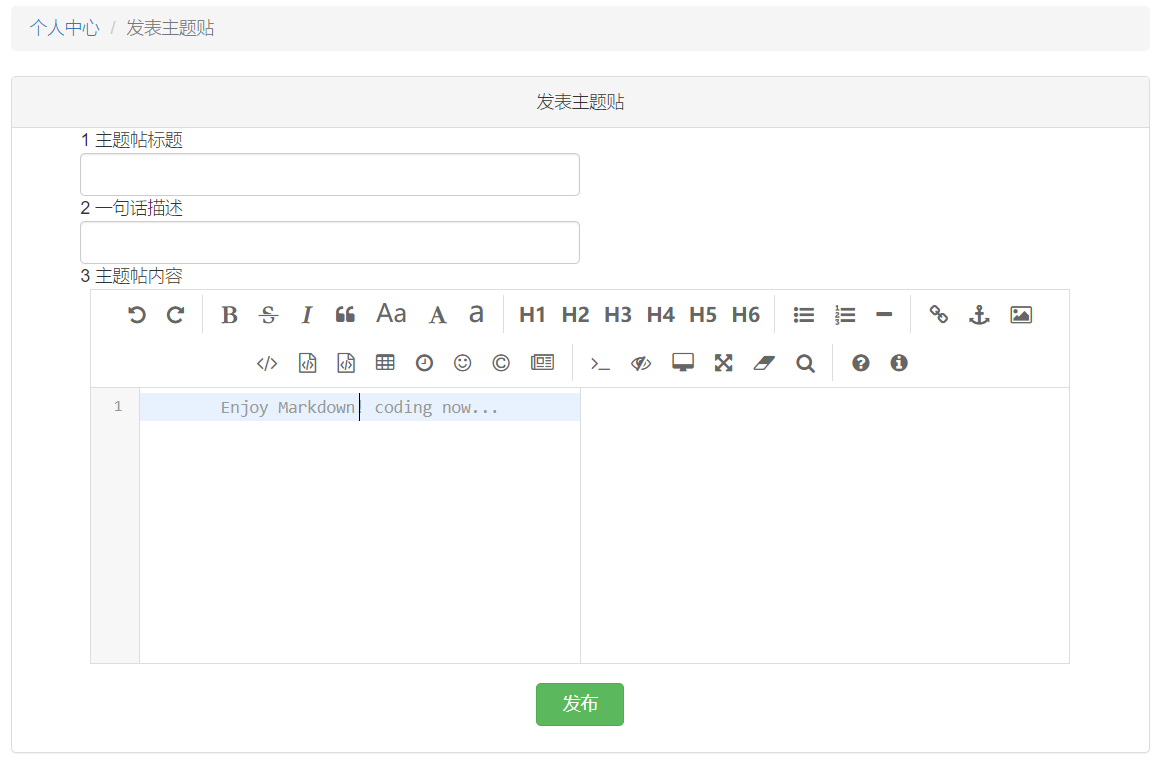 个人中心 / 发表主题贴
发表主题贴
1 主题帖标题
2 一句话描述
3 主题帖内容
B S I Aa A a H1 H2 H3 H4 H5 H6
1 Enjoy Markdown! coding now...
发布